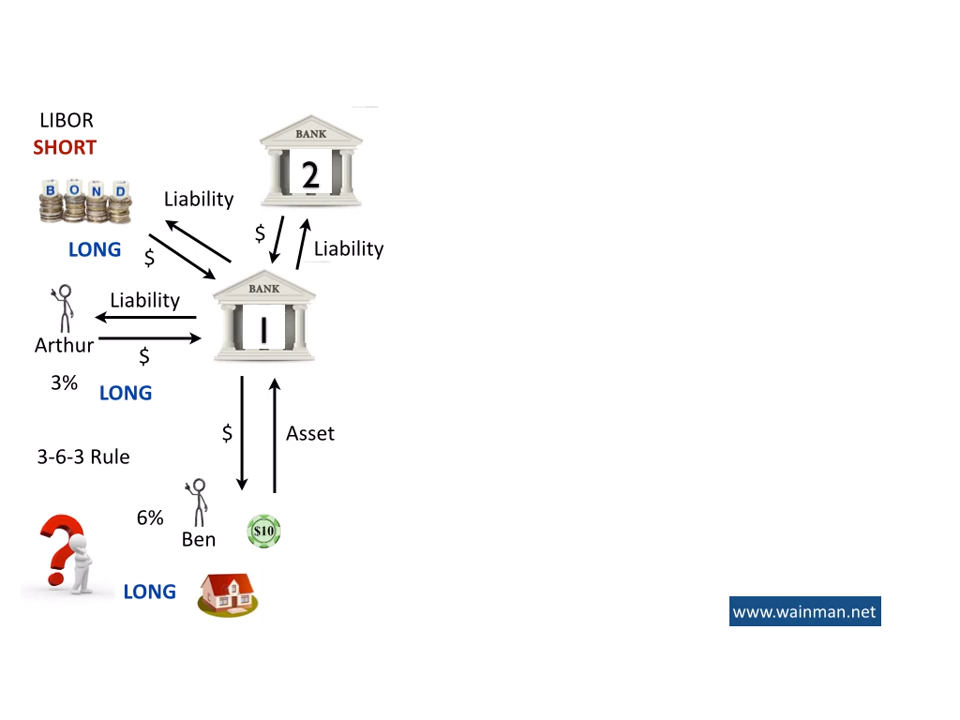 LIBOR
SHORT
BANK
2
B O N D
Liability
$
Liability
LONG
$
BANK
1
Liability
Arthur
$
3%
LONG
$
Asset
3-6-3 Rule
6%
Ben
$10
?
LONG
www.wainman.net